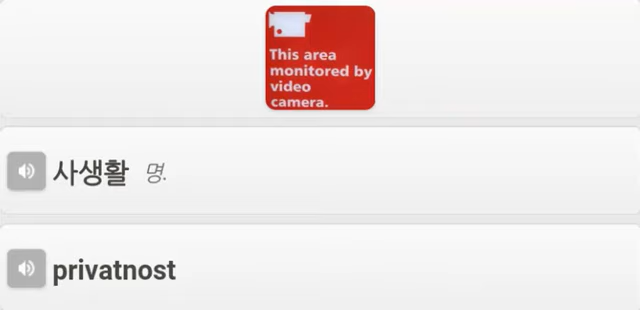 This area
monitored by
video
camera.
사생활 명.
privatnost